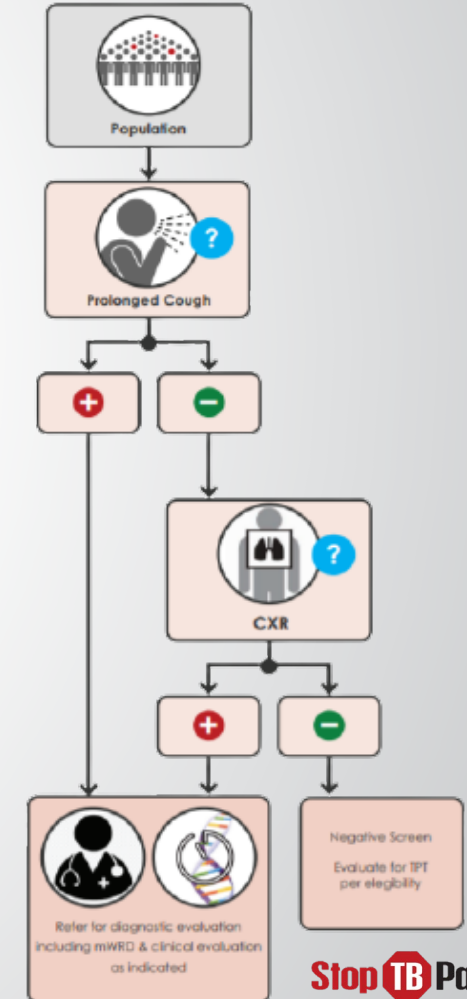 Population
?
Prolonged Cough
CXR
?
Refer for diagnostic evaluation
including mWRD & clinical evaluation
as indicated
Negative Screen
Evaluate for TPT
per elegibility
Stop TB Pa